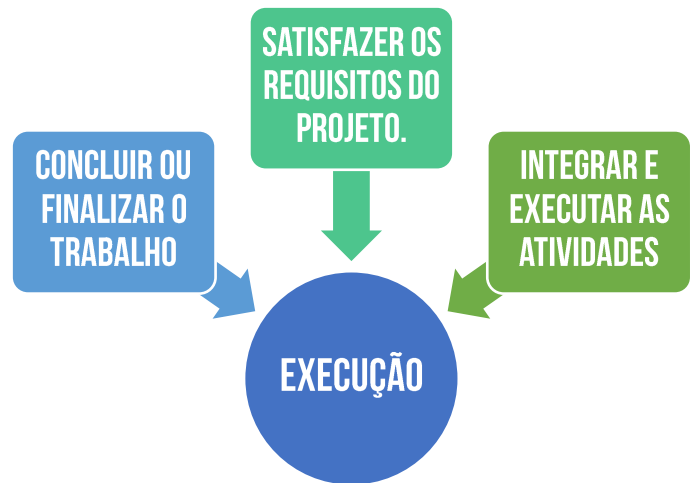 SATISFAZER OS
REQUISITOS DO
PROJETO.
CONCLUIR OU
FINALIZAR O
TRABALHO
INTEGRAR E
EXECUTAR AS
ATIVIDADES
EXECUÇÃO